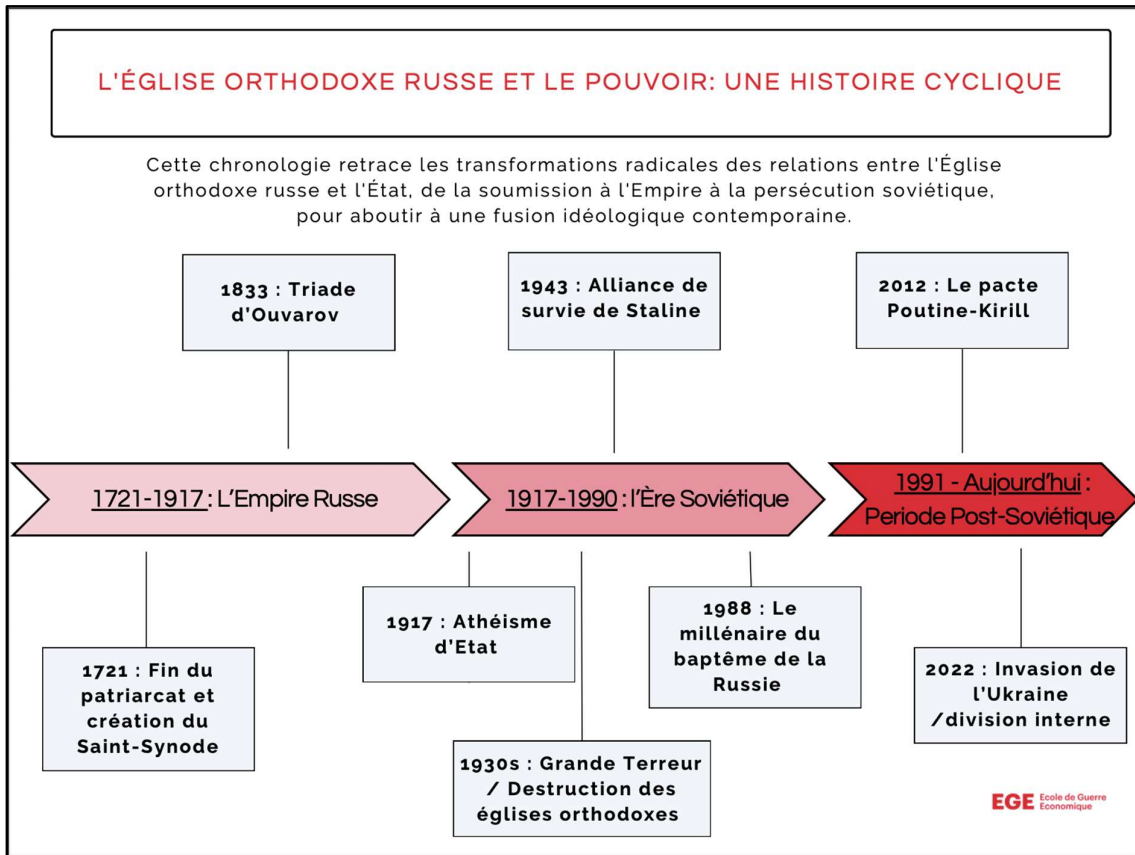 L'ÉGLISE ORTHODOXE RUSSE ET LE POUVOIR: UNE HISTOIRE CYCLIQUE
Cette chronologie retrace les transformations radicales des relations entre l'Église
orthodoxe russe et l'État, de la soumission à l'Empire à la persécution soviétique,
pour aboutir à une fusion idéologique contemporaine.
1833 : Triade
d'Ouvarov
1943 : Alliance de
survie de Staline
2012 : Le pacte
Poutine-Kirill
1721-1917 : L'Empire Russe
1917-1990 : l'Ère Soviétique
1991 - Aujourd'hui :
Periode Post-Soviétique
1721 : Fin du
patriarcat et
création du
Saint-Synode
1917 : Athéisme
d'Etat
1930s : Grande Terreur
/ Destruction des
églises orthodoxes
1988 : Le
millénaire du
baptême de la
Russie
2022 : Invasion de
l'Ukraine
/division interne
EGE Ecole de Guerre
Economique